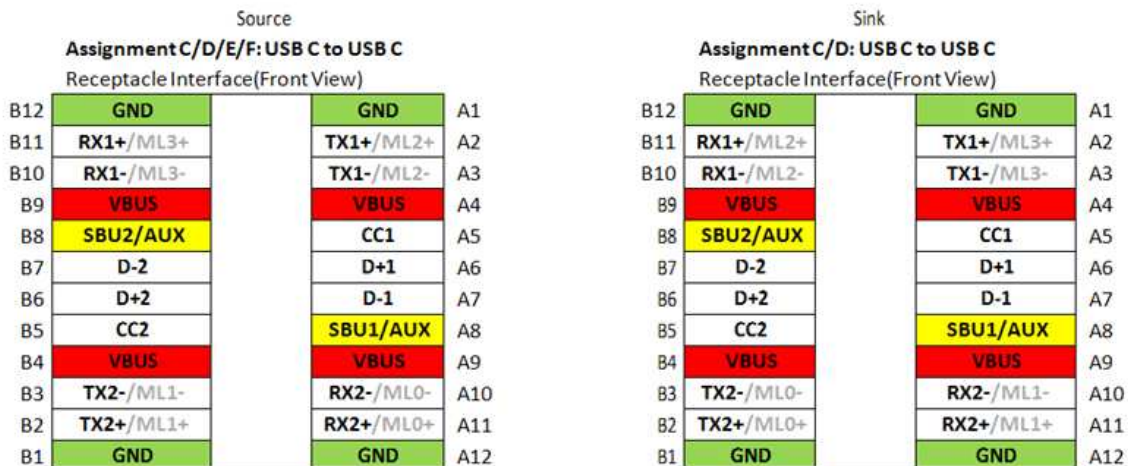 Source
Assignment C/D/E/F: USB C to USB C
Receptacle Interface(Front View)
B12 GND GND A1
B11 RX1+/ML3+ TX1+/ML2+ A2
B10 RX1-/ML3- TX1-/ML2- A3
B9 VBUS VBUS A4
B8 SBU2/AUX CC1 A5
B7 D-2 D+1 A6
B6 D+2 D-1 A7
B5 CC2 SBU1/AUX A8
B4 VBUS VBUS A9
B3 TX2-/ML1- RX2-/ML0- A10
B2 TX2+/ML1+ RX2+/ML0+ A11
B1 GND GND A12
Sink
Assignment C/D: USB C to USB C
Receptacle Interface(Front View)
B12 GND GND A1
B11 RX1+/ML2+ TX1+/ML3+ A2
B10 RX1-/ML2- TX1-/ML3- A3
B9 VBUS VBUS A4
B8 SBU2/AUX CC1 A5
B7 D-2 D+1 A6
B6 D+2 D-1 A7
B5 CC2 SBU1/AUX A8
B4 VBUS VBUS A9
B3 TX2-/ML0- RX2-/ML1- A10
B2 TX2+/ML0+ RX2+/ML1+ A11
B1 GND GND A12